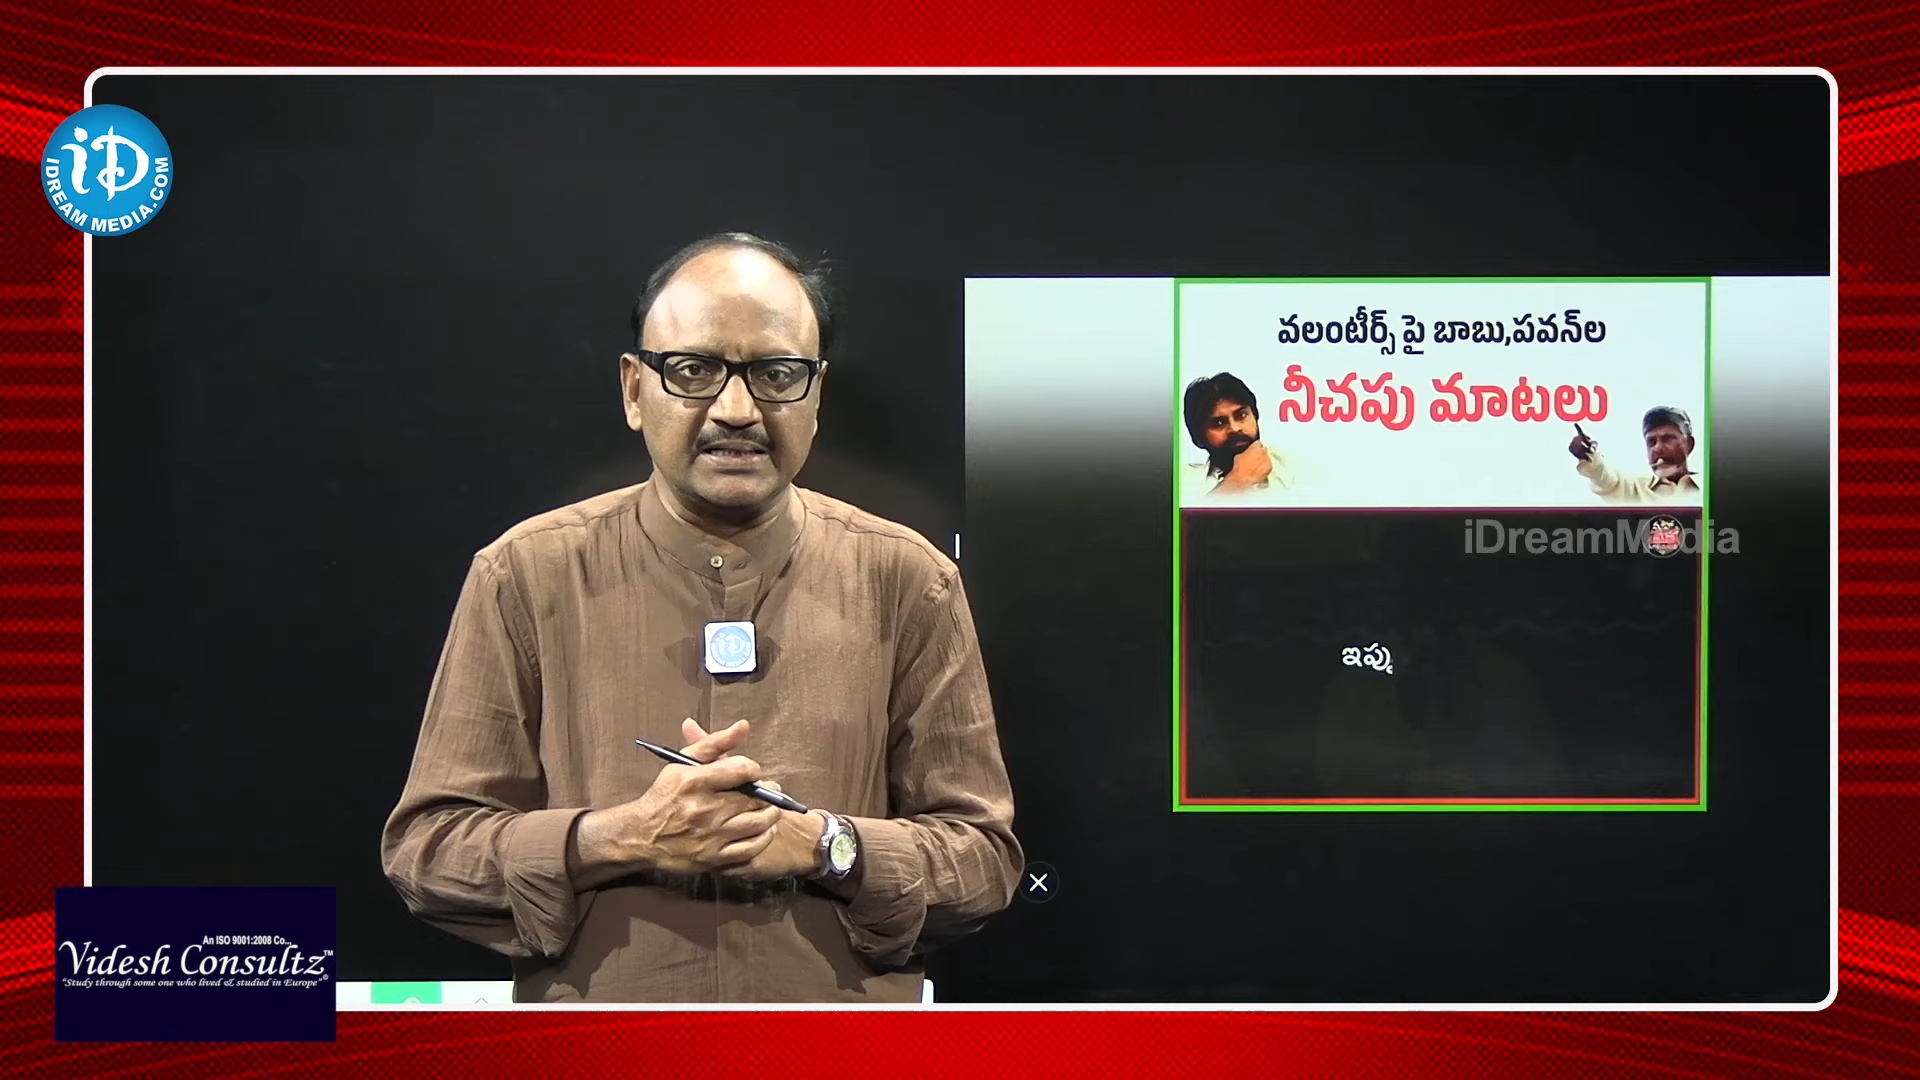 iD
IDREAM MEDIA.COM
వలంటీర్స్ పై బాబు,పవన్‌ల
నీచపు మాటలు
iDreamMedia
ఇప్పు
iD
An ISO 9001:2008 Co...
Videsh Consultz™
"Study through some one who lived & studied in Europe"©